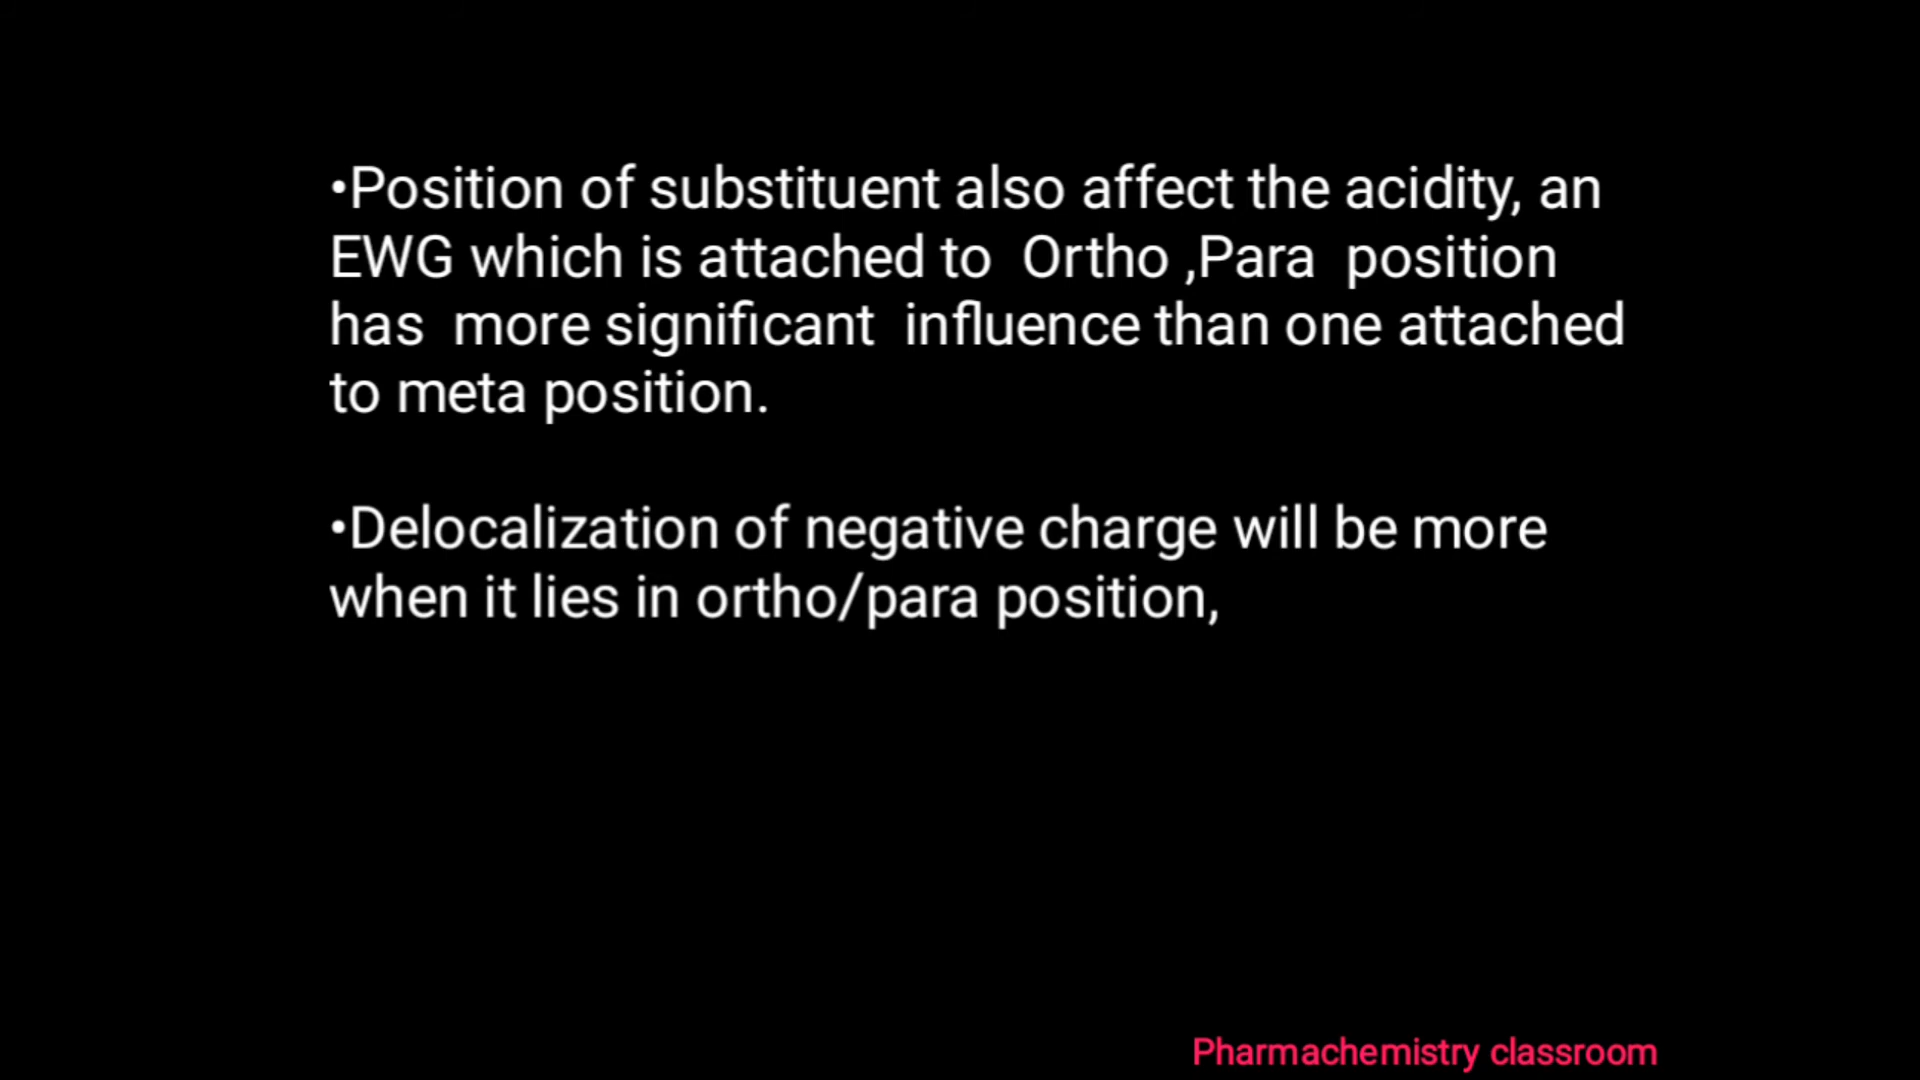 •Position of substituent also affect the acidity, an
EWG which is attached to  Ortho ,Para  position
has  more significant  influence than one attached
to meta position.
•Delocalization of negative charge will be more
when it lies in ortho/para position,
Pharmachemistry classroom